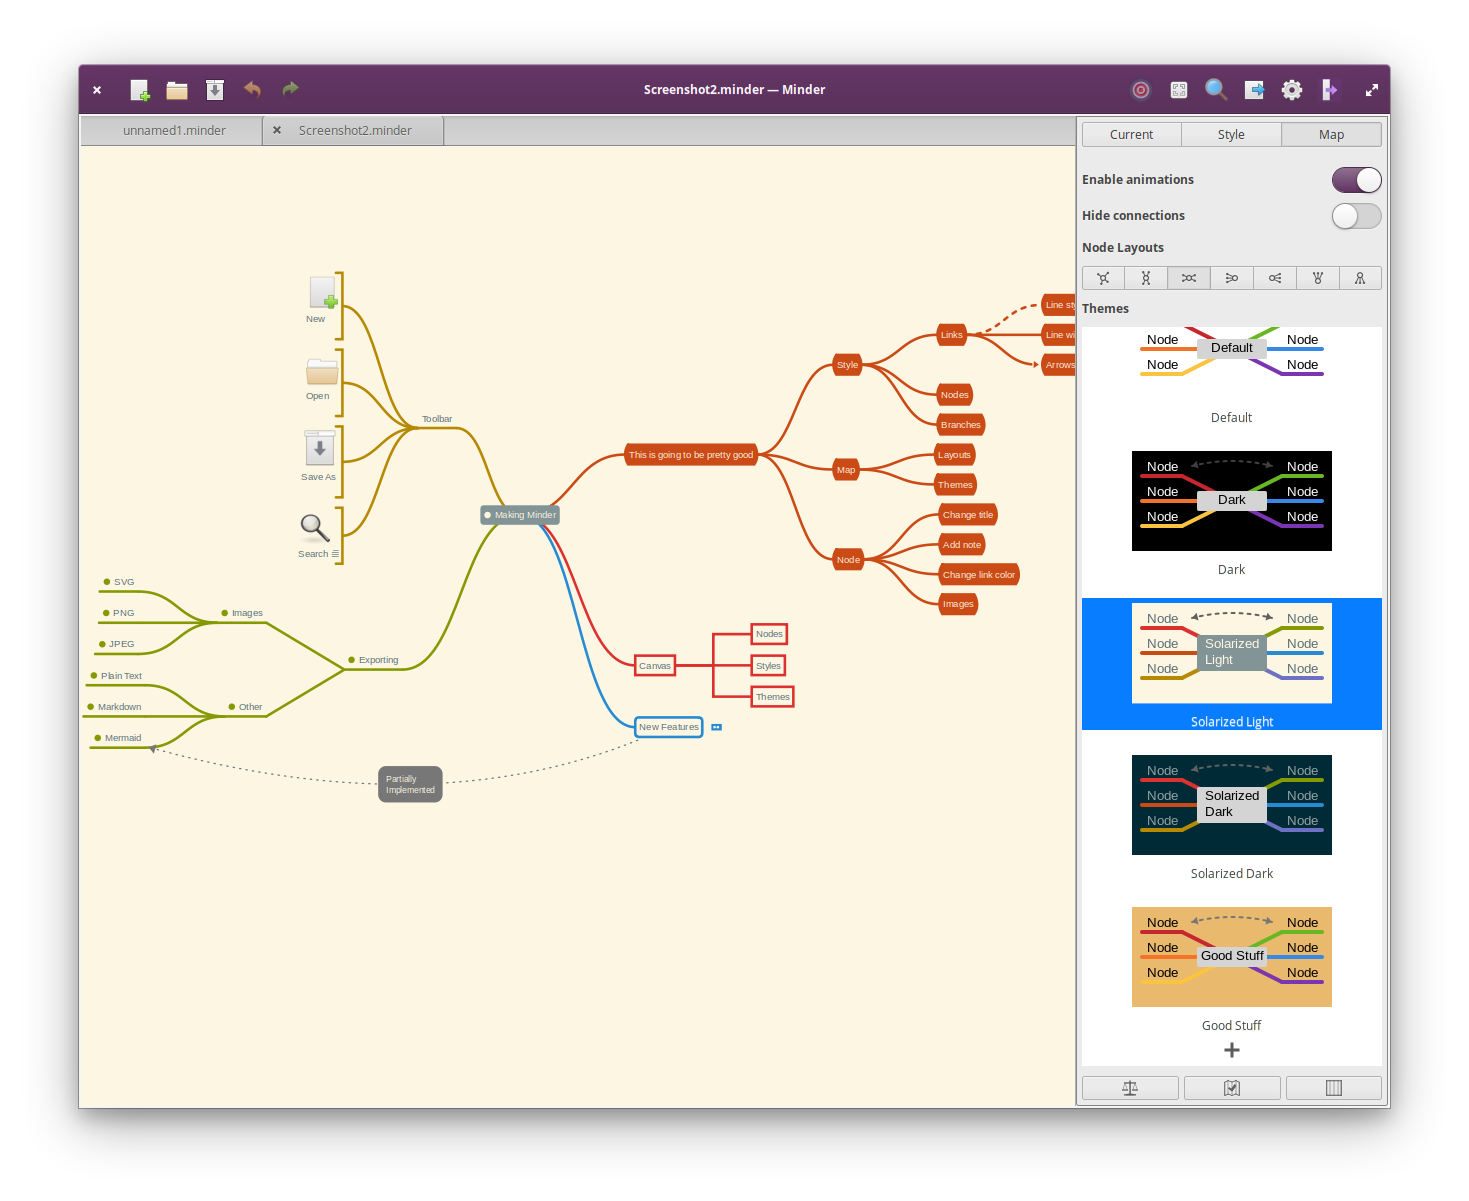 Screenshot2.minder — Minder
unnamed1.minder
Screenshot2.minder
New
Open
Save As
Search
Toolbar
Making Minder
SVG
PNG
JPEG
Images
Exporting
Plain Text
Markdown
Mermaid
Other
Partially
Implemented
This is going to be pretty good
Style
Links
Line
Line
Arrows
Nodes
Branches
Map
Layouts
Themes
Node
Change title
Add note
Change link color
Images
Canvas
Nodes
Styles
Themes
New Features
Current
Style
Map
Enable animations
Hide connections
Node Layouts
Themes
Node
Default
Node
Node
Node
Default
Node
Node
Node
Node
Dark
Node
Node
Node
Dark
Node
Node
Node
Node
Solarized
Light
Node
Node
Node
Solarized Light
Node
Node
Node
Node
Solarized
Dark
Node
Node
Node
Solarized Dark
Node
Node
Node
Node
Good Stuff
Node
Node
Node
Good Stuff